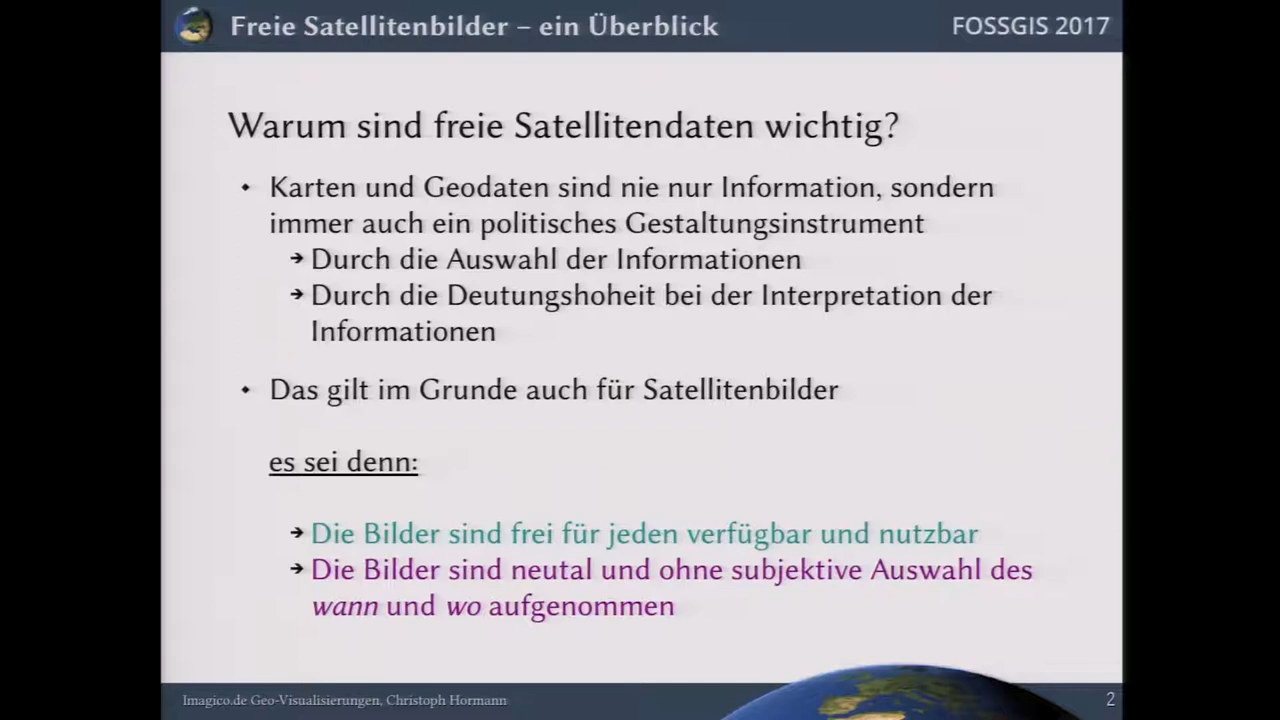 Freie Satellitenbilder – ein Überblick
FOSSGIS 2017
Warum sind freie Satellitendaten wichtig?
• Karten und Geodaten sind nie nur Information, sondern
immer auch ein politisches Gestaltungsinstrument
➔ Durch die Auswahl der Informationen
➔ Durch die Deutungshoheit bei der Interpretation der
Informationen
• Das gilt im Grunde auch für Satellitenbilder
es sei denn:
➔ Die Bilder sind frei für jeden verfügbar und nutzbar
➔ Die Bilder sind neutal und ohne subjektive Auswahl des
wann und wo aufgenommen
Imagico.de Geo-Visualisierungen, Christoph Hormann
2